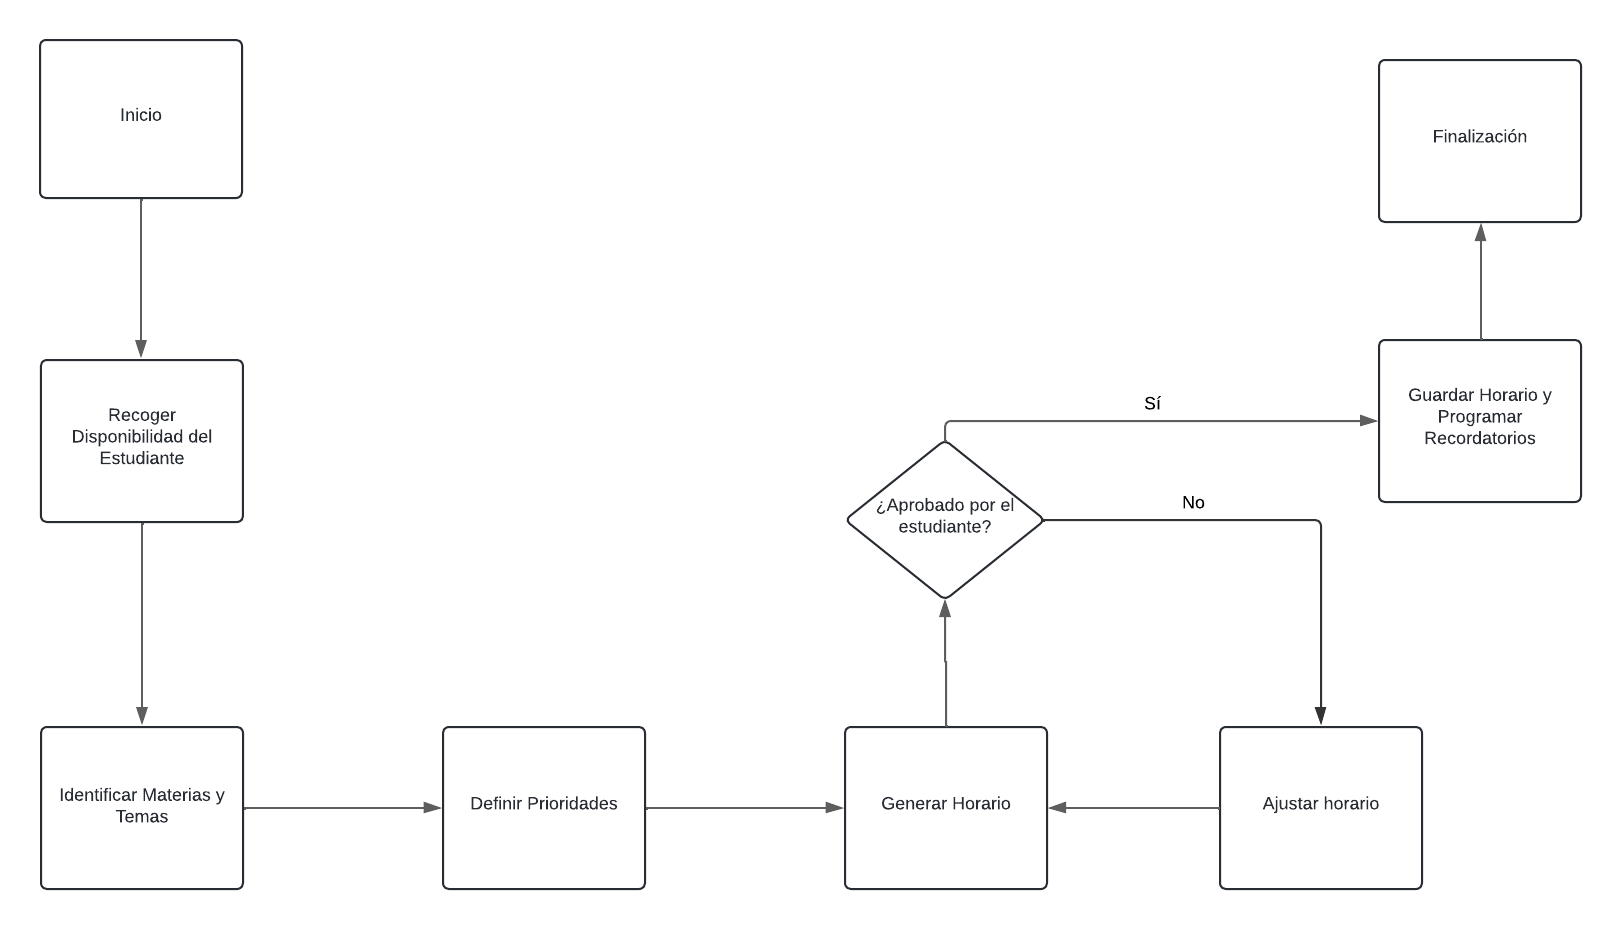 Inicio
Recoger
Disponibilidad del
Estudiante
Identificar Materias y
Temas
Definir Prioridades
Generar Horario
¿Aprobado por el
estudiante?
Sí
No
Ajustar horario
Guardar Horario y
Programar
Recordatorios
Finalización